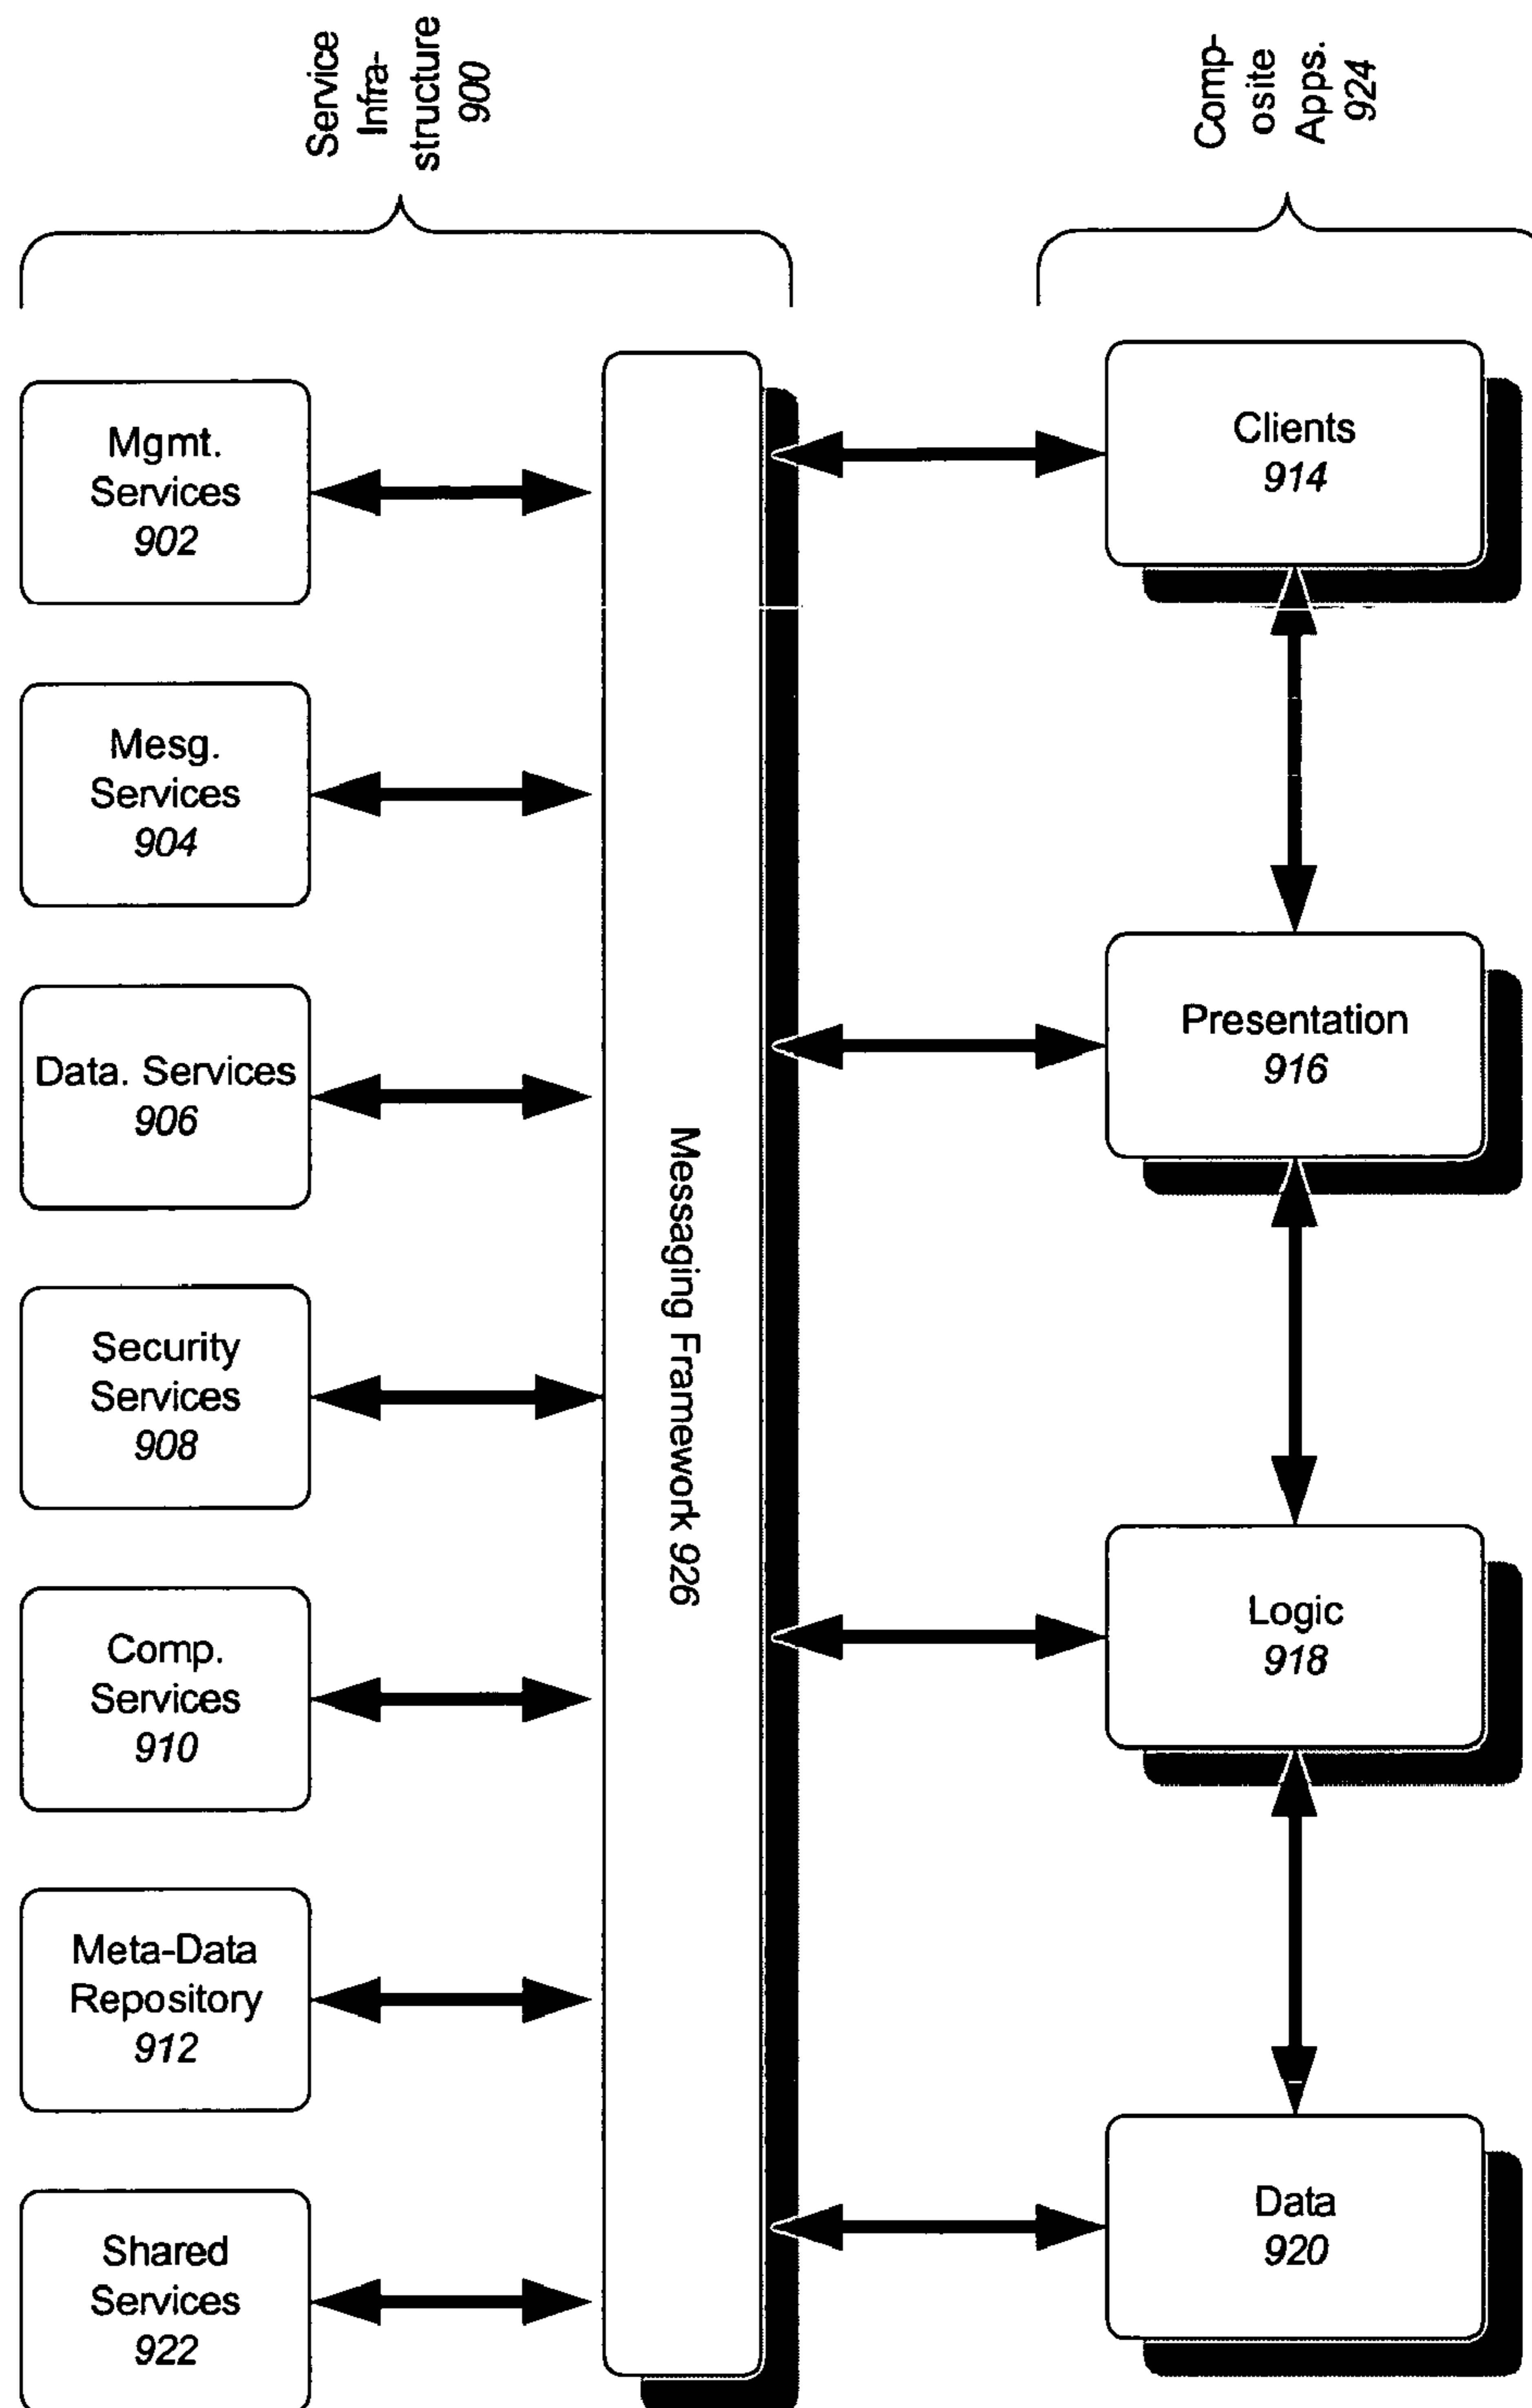 Service
Infra-
structure
900
Comp-
osite
Apps.
924
Mgmt.
Services
902
Mesg.
Services
904
Data. Services
906
Security
Services
908
Comp.
Services
910
Meta-Data
Repository
912
Shared
Services
922
Messaging Framework 926
Clients
914
Presentation
916
Logic
918
Data
920